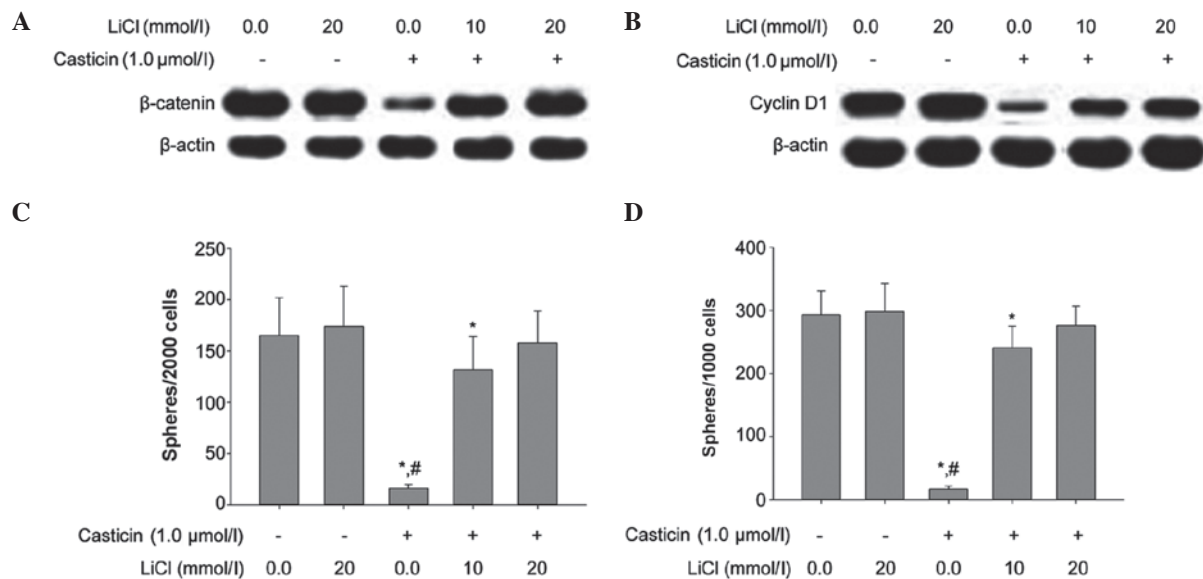 A
LiCl (mmol/l) 0.0 20 0.0 10 20
Casticin (1.0 μmol/l) - - + + +
β-catenin
β-actin
B
LiCl (mmol/l) 0.0 20 0.0 10 20
Casticin (1.0 μmol/l) - - + + +
Cyclin D1
β-actin
C
Spheres/2000 cells
250
200
150
100
50
0
*,#
*
Casticin (1.0 μmol/l) - - + + +
LiCl (mmol/l) 0.0 20 0.0 10 20
D
Spheres/1000 cells
400
300
200
100
0
*,#
*
Casticin (1.0 μmol/l) - - + + +
LiCl (mmol/l) 0.0 20 0.0 10 20